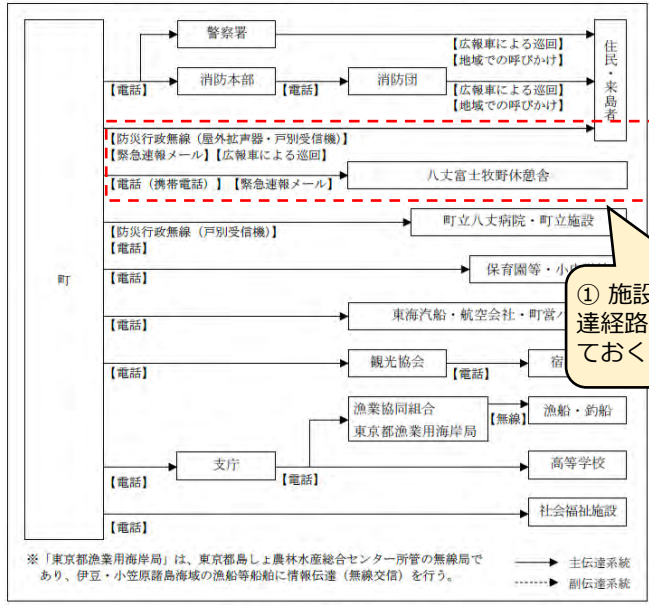 警察署
【広報車による巡回】
【地域での呼びかけ】
住民・来島者
消防本部
消防団
【電話】
【電話】
【広報車による巡回】
【地域での呼びかけ】
【防災行政無線（屋外拡声器・戸別受信機）】
【緊急速報メール】【広報車による巡回】
八丈富士牧野休憩舎
【電話（携帯電話）】【緊急速報メール】
町立八丈病院・町立施設
【防災行政無線（戸別受信機）】
【電話】
町
保育園等・小
【電話】
① 施設
達経路
ておく
東海汽船・航空会社・町営
【電話】
観光協会
宿
【電話】
【電話】
漁業協同組合
東京都漁業用海岸局
【無線】
漁船・釣船
支庁
高等学校
【電話】
【電話】
社会福祉施設
【電話】
※「東京都漁業用海岸局」は、東京都島しょ農林水産総合センター所管の無線局で
あり、伊豆・小笠原諸島海域の漁船等船舶に情報伝達（無線交信）を行う。
主伝達系統
副伝達系統